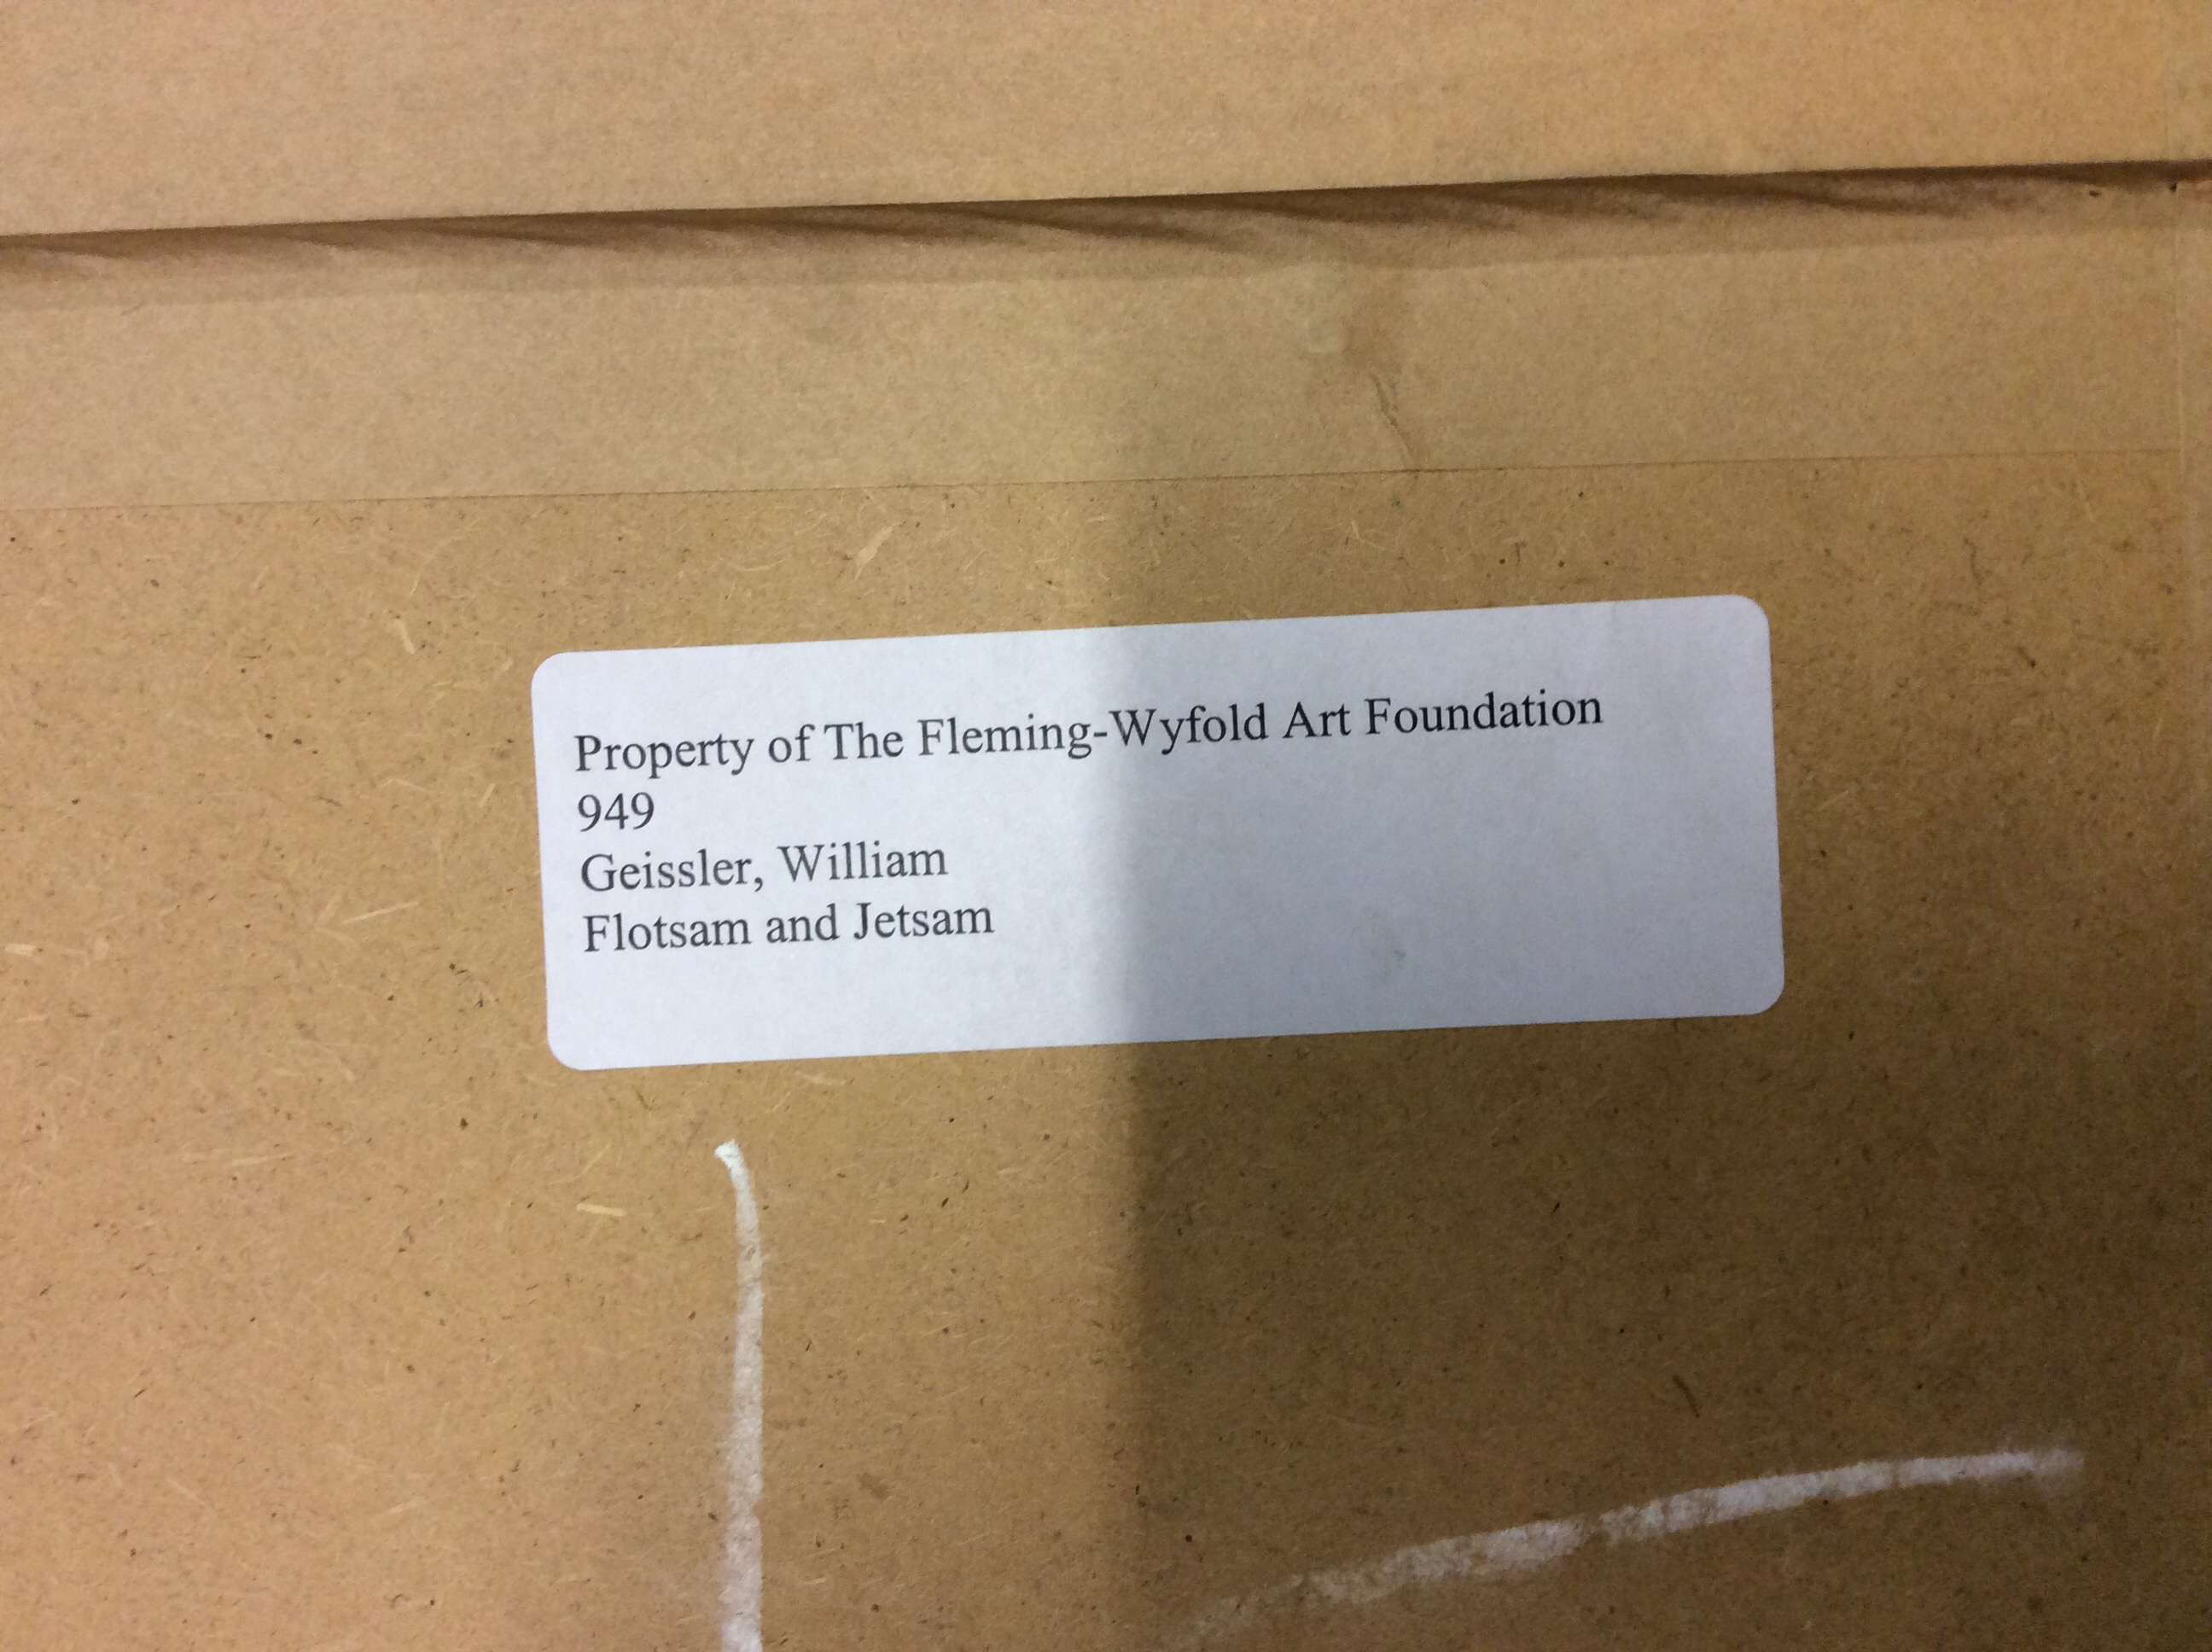 Property of The Fleming-Wyfold Art Foundation
949
Geissler, William
Flotsam and Jetsam